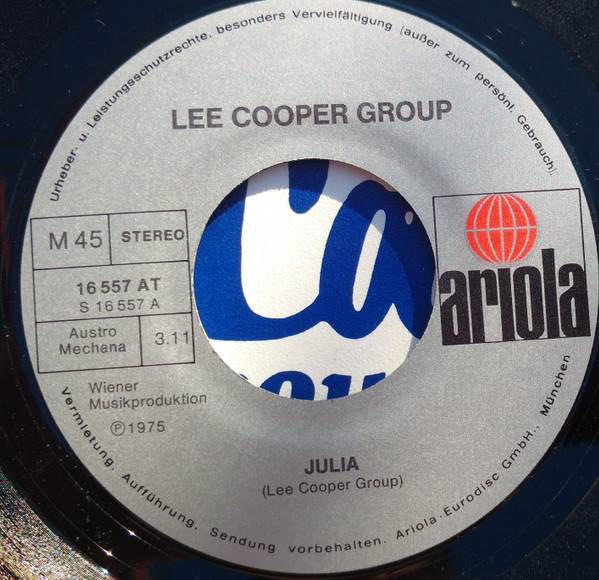 Urheber- u. Leistungsschutzrechte, besonders Vervielfältigung (außer zum persönl. Gebrauch),
LEE COOPER GROUP
M 45 STEREO
16 557 AT
S 16 557 A
Austro
Mechana
3.11
ariola
Wiener
Musikproduktion
Ⓟ1975
JULIA
(Lee Cooper Group)
Vermietung, Aufführung, Sendung vorbehalten. Ariola-Eurodisc GmbH., München